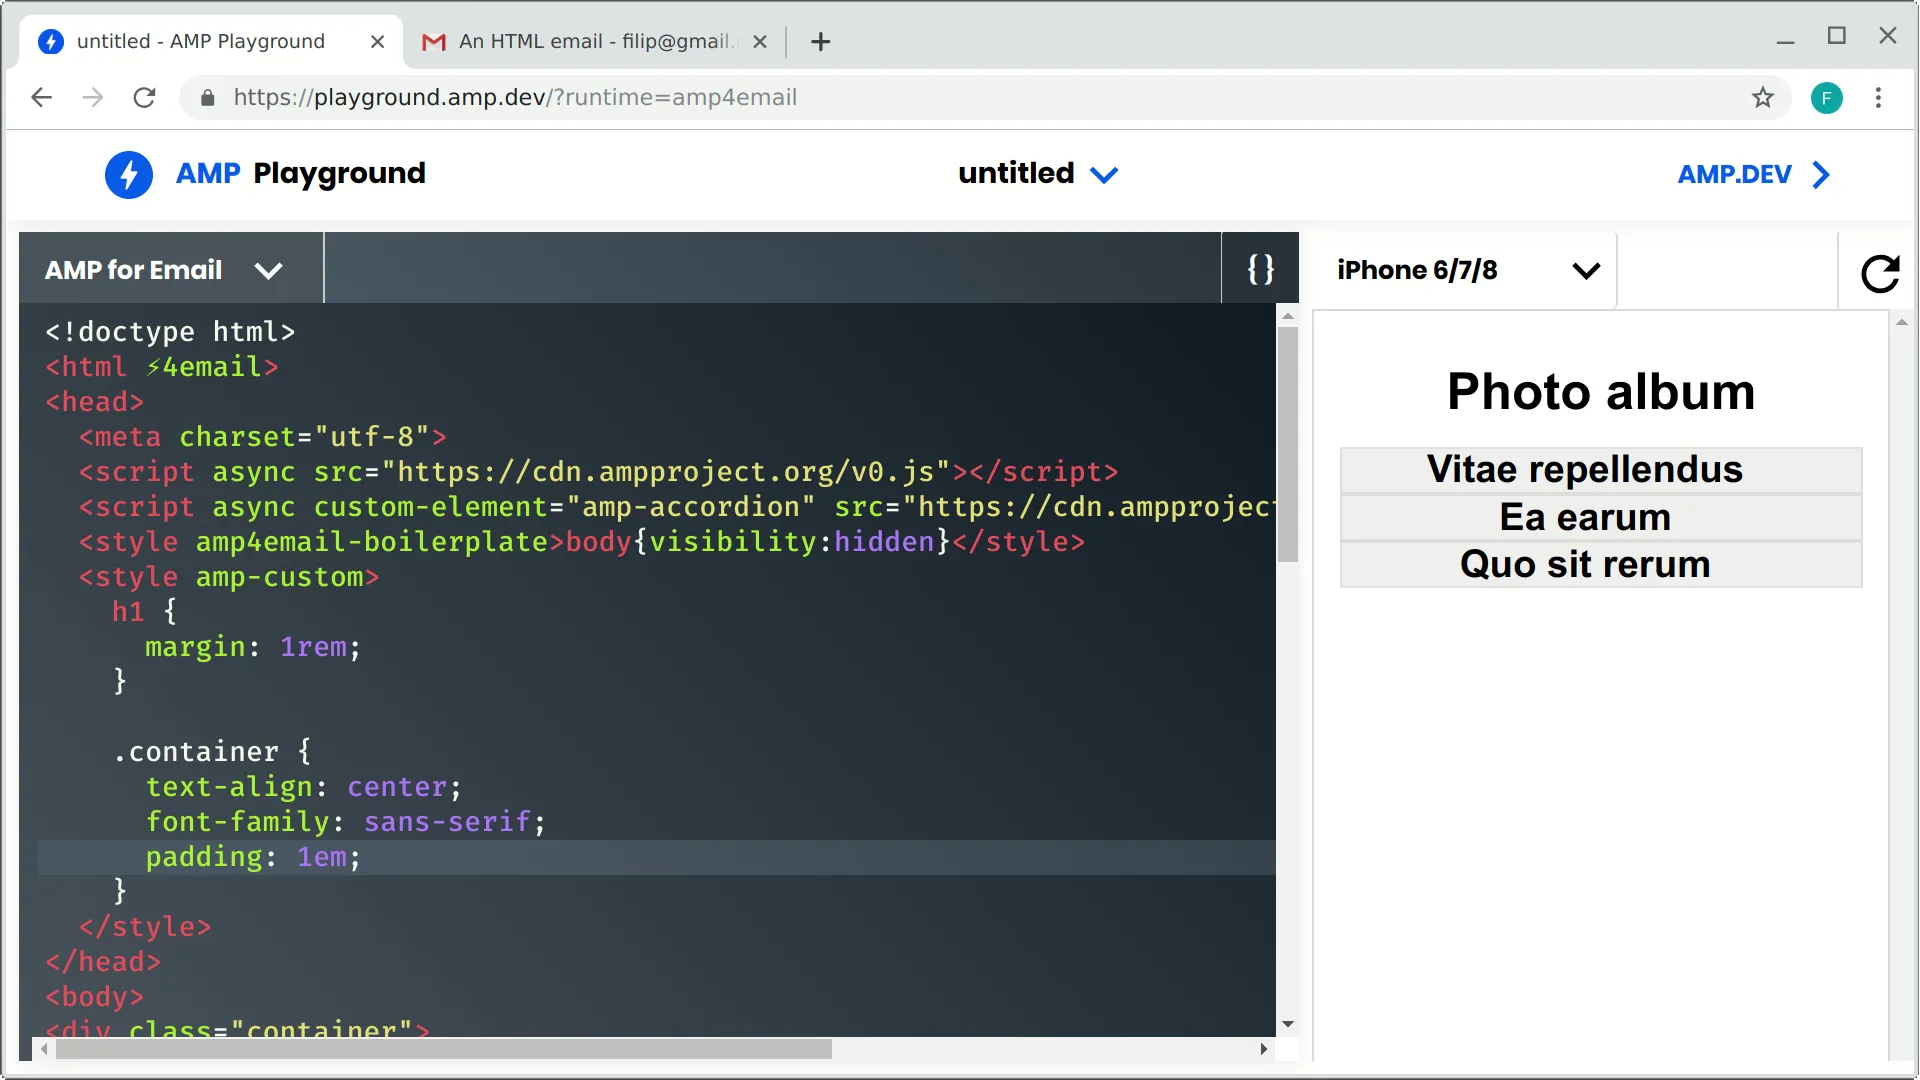 untitled - AMP Playground
An HTML email - filip@gmail.
https://playground.amp.dev/?runtime=amp4email
F
AMP Playground
untitled
AMP.DEV
AMP for Email
{}
iPhone 6/7/8
<!doctype html>
<html ⚡4email>
<head>
<meta charset="utf-8">
<script async src="https://cdn.ampproject.org/v0.js"></script>
<script async custom-element="amp-accordion" src="https://cdn.ampproject
<style amp4email-boilerplate>body{visibility:hidden}</style>
<style amp-custom>
h1 {
margin: 1rem;
}
.container {
text-align: center;
font-family: sans-serif;
padding: 1em;
}
</style>
</head>
<body>
<div class="container">
Photo album
Vitae repellendus
Ea earum
Quo sit rerum